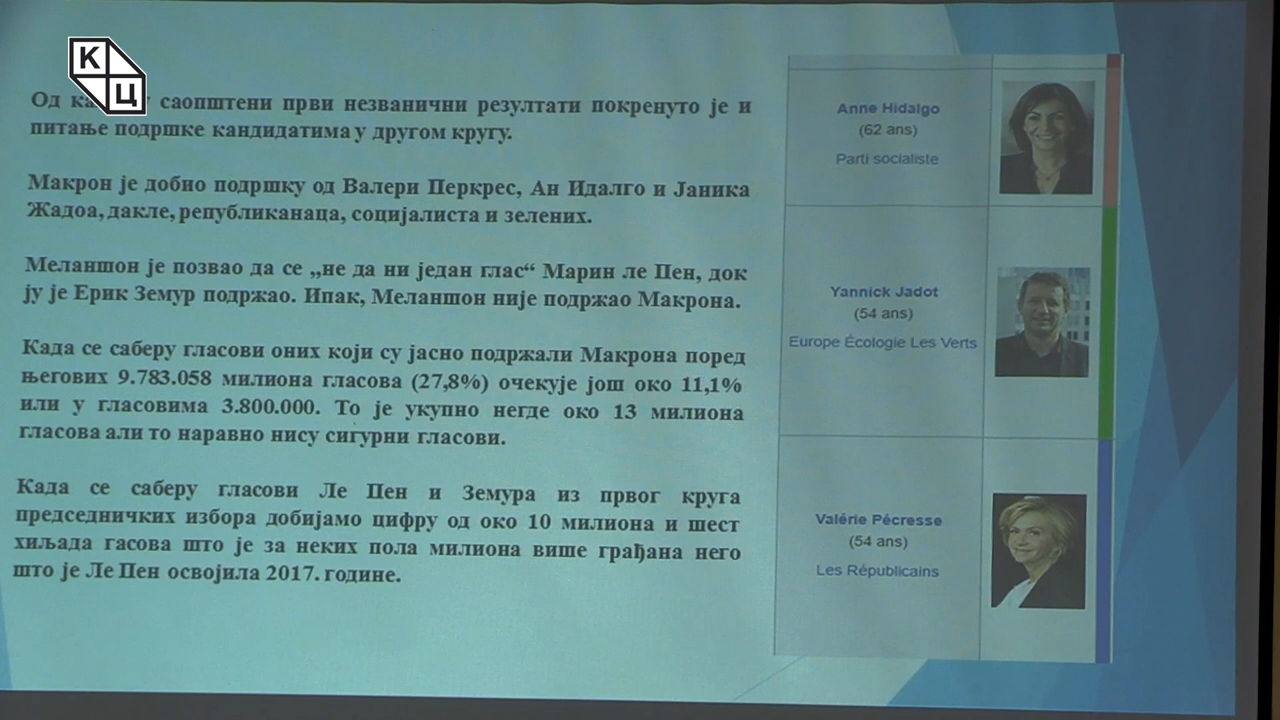 К
Ц
Од саопштени први незванични резултати покренуто је и
питање подршке кандидатима у другом кругу.
Макрон је добио подршку од Валери Перкрес, Ан Идалго и Јаника
Жадоа, дакле, републиканаца, социјалиста и зелених.
Меланшон је позвао да се „не да ни један глас“ Марин ле Пен, док
ју је Ерик Земур подржао. Ипак, Меланшон није подржао Макрона.
Када се саберу гласови оних који су јасно подржали Макрона поред
његових 9.783.058 милиона гласова (27,8%) очекује још око 11,1%
или у гласовима 3.800.000. То је укупно негде око 13 милиона
гласова али то наравно нису сигурни гласови.
Када се саберу гласови Ле Пен и Земура из првог круга
председничких избора добијамо цифру од око 10 милиона и шест
хиљада гасова што је за неких пола милиона више грађана него
што је Ле Пен освојила 2017. године.
Anne Hidalgo
(62 ans)
Parti socialiste
Yannick Jadot
(54 ans)
Europe Écologie Les Verts
Valérie Pécresse
(54 ans)
Les Républicains